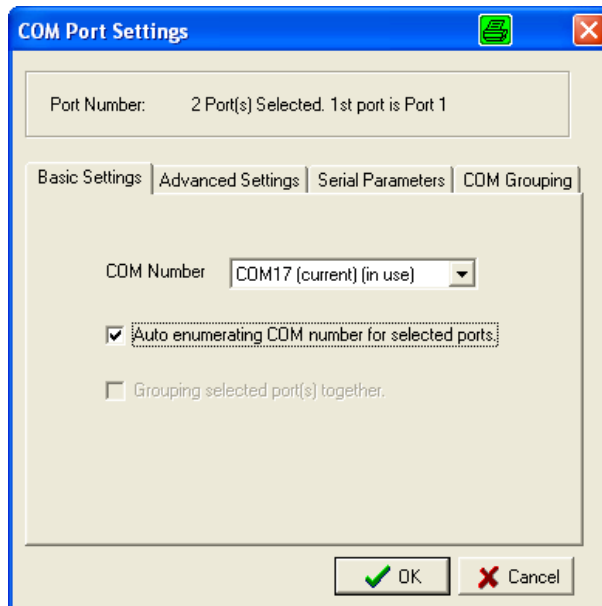 COM Port Settings
Port Number: 2 Port(s) Selected. 1st port is Port 1
Basic Settings Advanced Settings Serial Parameters COM Grouping
COM Number COM17 (current) (in use)
Auto enumerating COM number for selected ports.
Grouping selected port(s) together.
OK Cancel